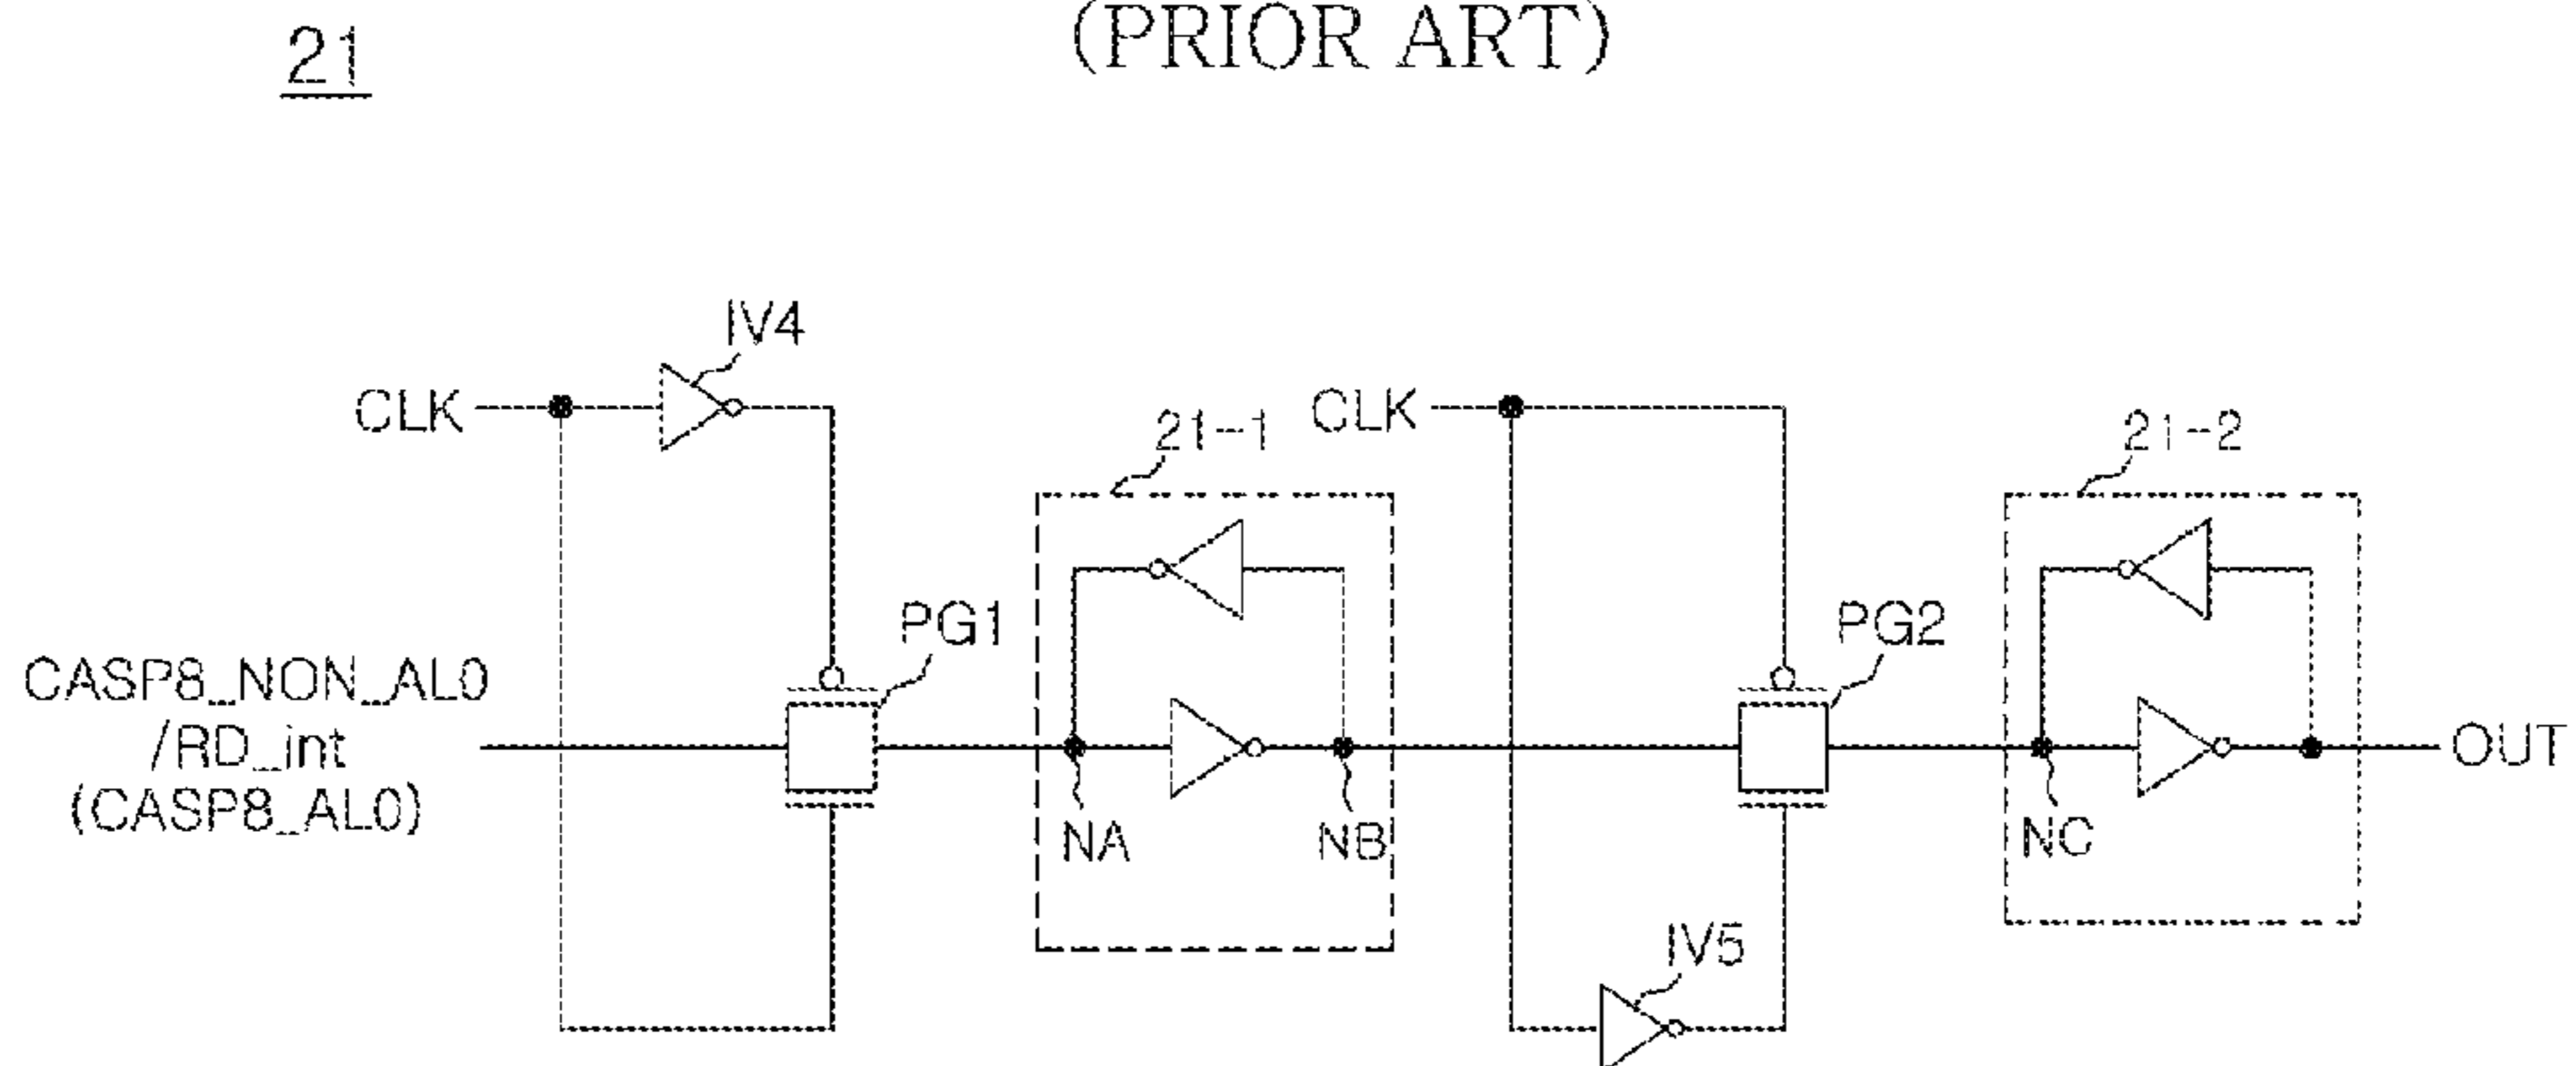 (PRIOR ART)
21
IV4
CLK
21-1
CLK
21-2
PG1
PG2
CASP8_NON_AL0
/RD_int
(CASP8_AL0)
OUT
NA
NB
NC
IV5